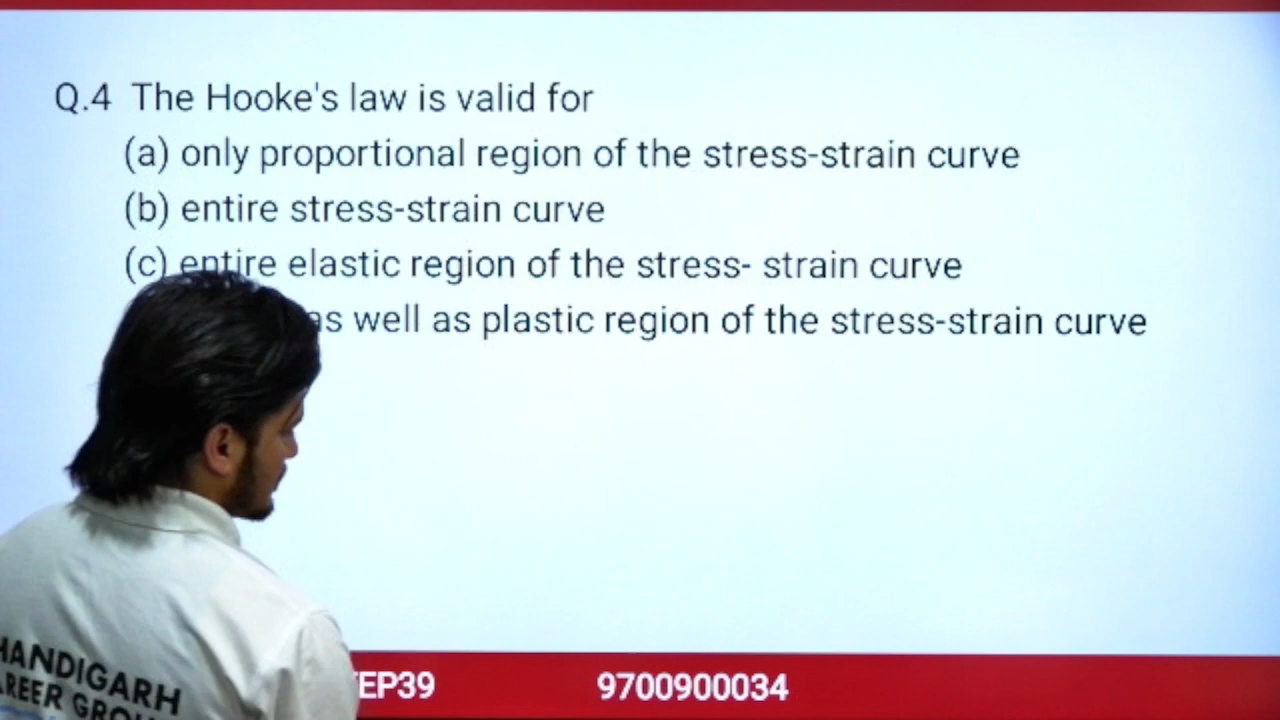 Q.4 The Hooke's law is valid for
(a) only proportional region of the stress-strain curve
(b) entire stress-strain curve
(c) entire elastic region of the stress- strain curve
as well as plastic region of the stress-strain curve
EP39
9700900034
HANDIGARH
REER GROU